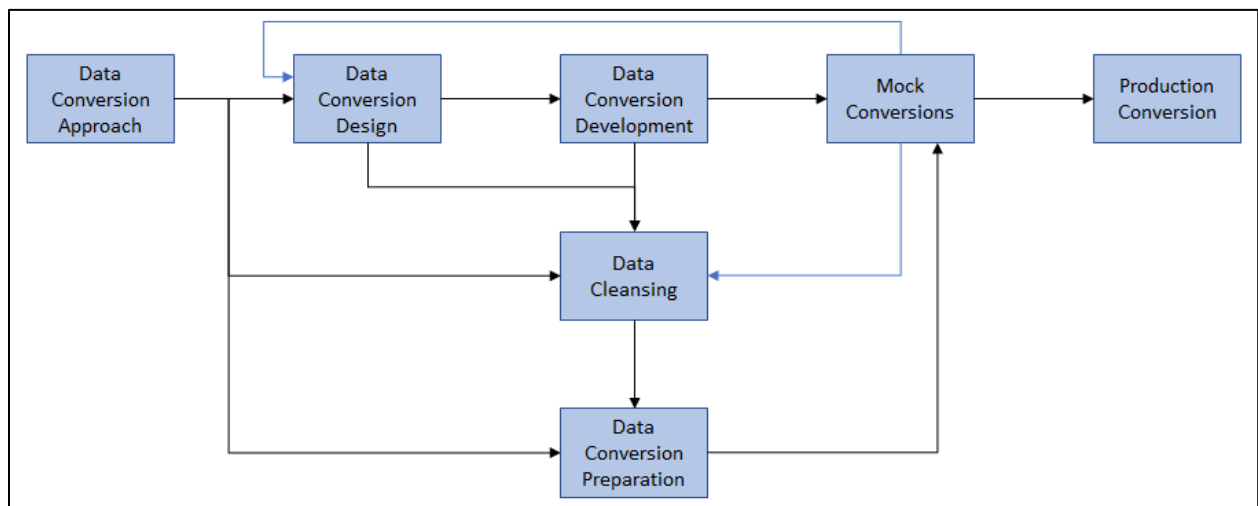 Data
Conversion
Approach
Data
Conversion
Design
Data
Conversion
Development
Mock
Conversions
Production
Conversion
Data
Cleansing
Data
Conversion
Preparation